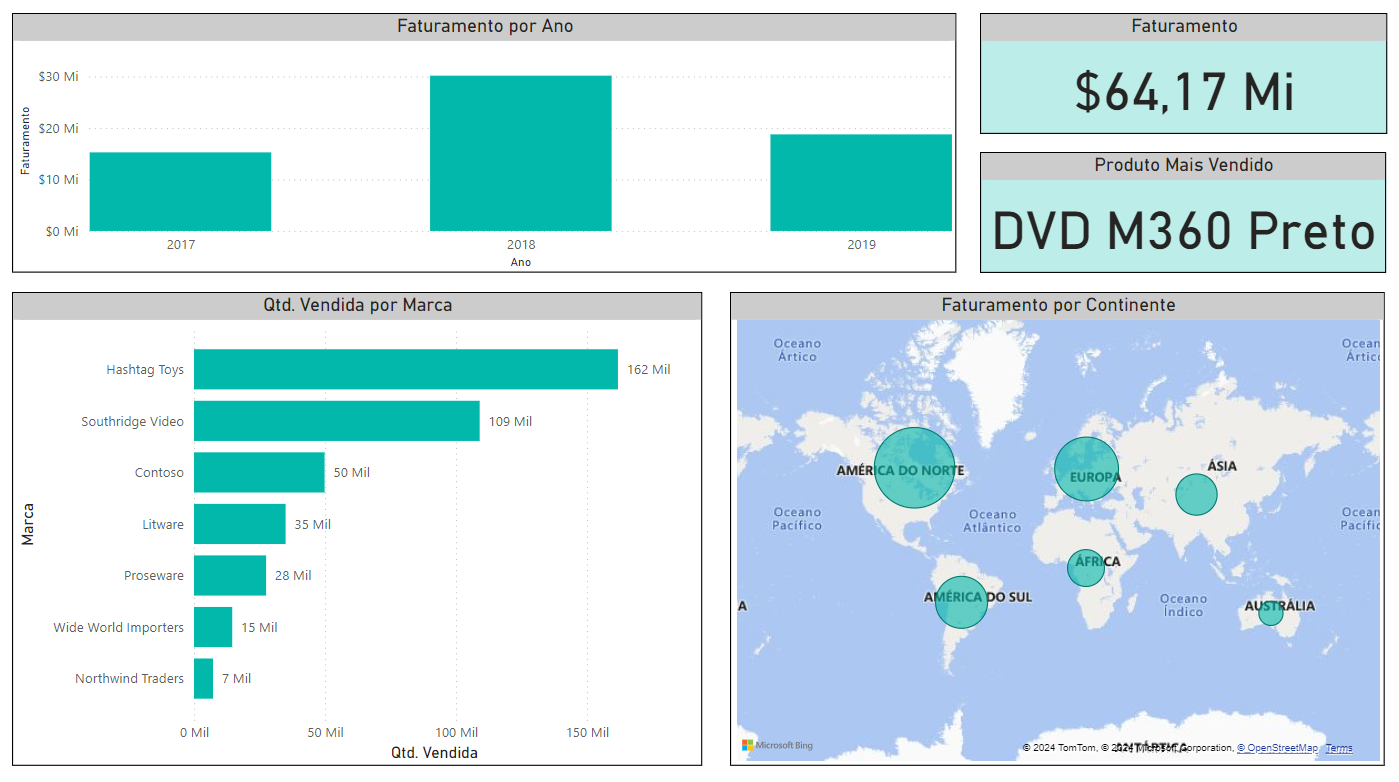 Faturamento por Ano
Faturamento
$30 Mi
$20 Mi
$10 Mi
$0 Mi
2017
2018
2019
Ano
Faturamento
$64,17 Mi
Produto Mais Vendido
DVD M360 Preto
Qtd. Vendida por Marca
Marca
Hashtag Toys
162 Mil
Southridge Video
109 Mil
Contoso
50 Mil
Litware
35 Mil
Proseware
28 Mil
Wide World Importers
15 Mil
Northwind Traders
7 Mil
0 Mil
50 Mil
100 Mil
150 Mil
Qtd. Vendida
Faturamento por Continente
Oceano
Ártico
Ocean
Ártico
AMÉRICA DO NORTE
EUROPA
ÁSIA
Oceano
Pacífico
Oceano
Atlântico
Ocean
Pacífic
ÁFRICA
AMÉRICA DO SUL
Oceano
Índico
AUSTRÁLIA
A
ANTÁRTICA
Microsoft Bing
© 2024 TomTom, © 2024 Microsoft Corporation, © OpenStreetMap Terms